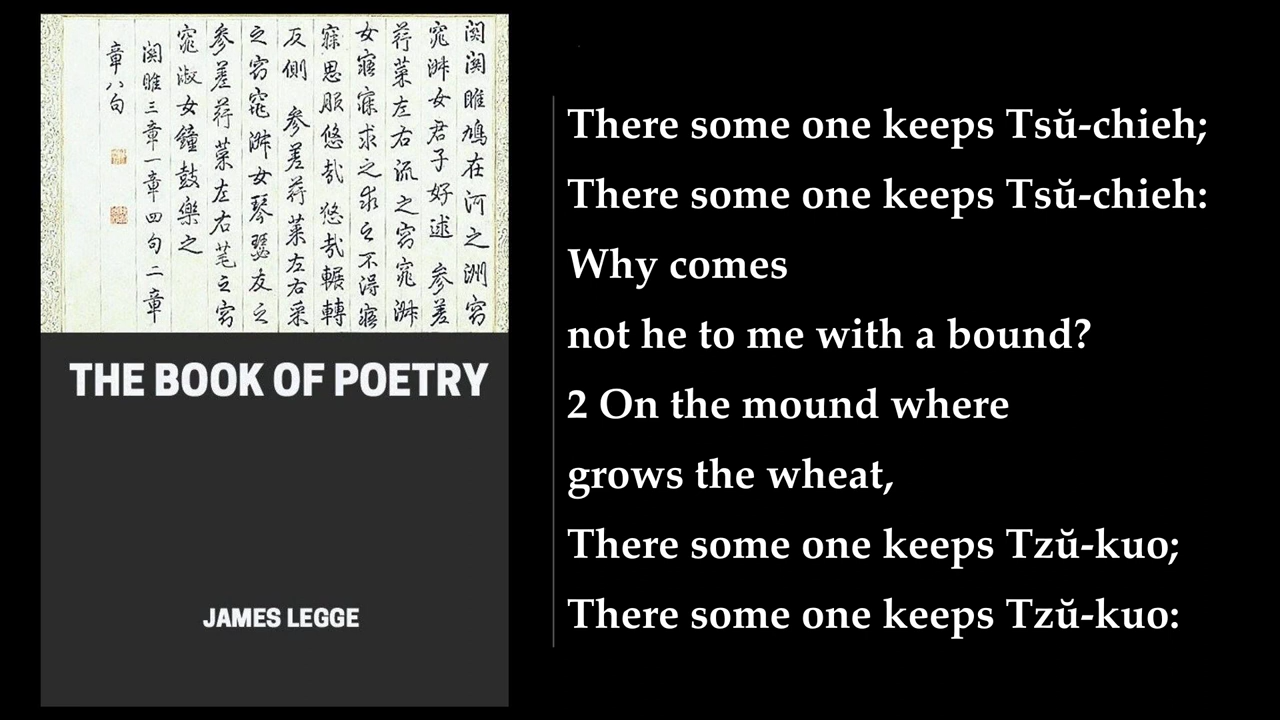 關關雎鳩在河之洲窈
窕淑女君子好逑 參差
荇菜左右流之窈窕淑
女寤寐求之求之不得寤
寐思服悠哉悠哉輾轉
反側 參差荇菜左右采
之窈窕淑女琴瑟友之
參差荇菜左右芼之窈
窕淑女鐘鼓樂之
關雎三章一章四句二章
章八句
THE BOOK OF POETRY
JAMES LEGGE
There some one keeps Tsŭ-chieh;
There some one keeps Tsŭ-chieh:
Why comes
not he to me with a bound?
2 On the mound where
grows the wheat,
There some one keeps Tzŭ-kuo;
There some one keeps Tzŭ-kuo: